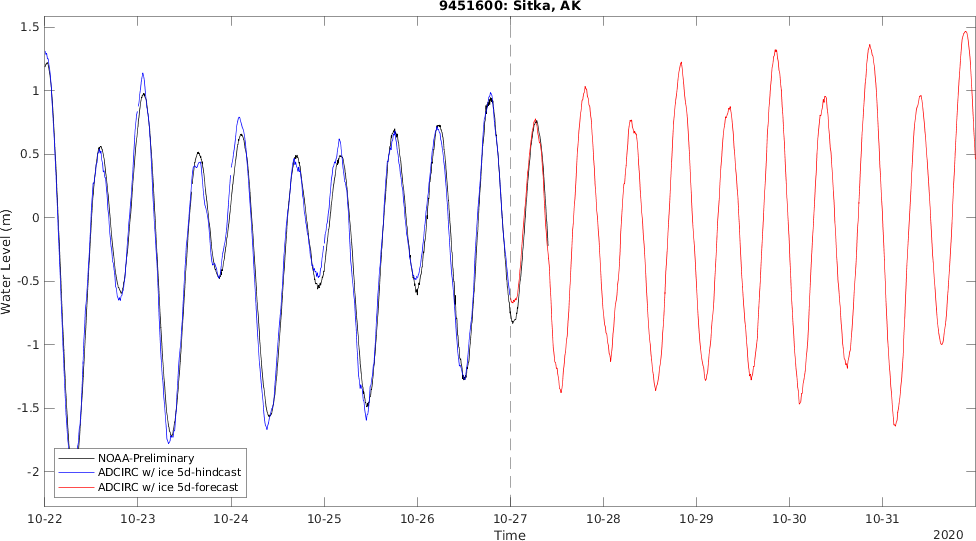 9451600: Sitka, AK
1.5
1
0.5
0
-0.5
-1
-1.5
-2
Water Level (m)
NOAA-Preliminary
ADCIRC w/ ice 5d-hindcast
ADCIRC w/ ice 5d-forecast
10-22 10-23 10-24 10-25 10-26 10-27 10-28 10-29 10-30 10-31
Time
2020